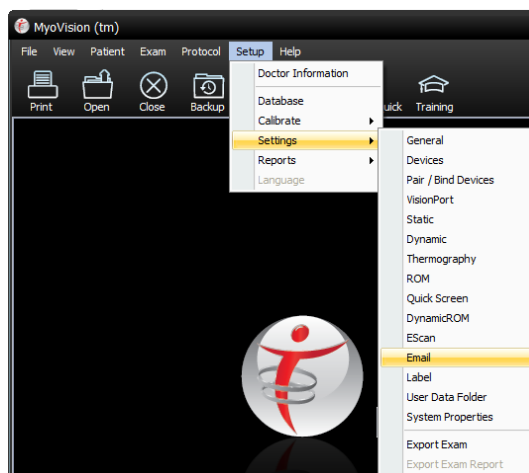 MyoVision (tm)
File View Patient Exam Protocol Setup Help
Print Open Close Backup uick Training
Doctor Information
Database
Calibrate
Settings
Reports
Language
General
Devices
Pair / Bind Devices
VisionPort
Static
Dynamic
Thermography
ROM
Quick Screen
DynamicROM
EScan
Email
Label
User Data Folder
System Properties
Export Exam
Export Exam Report